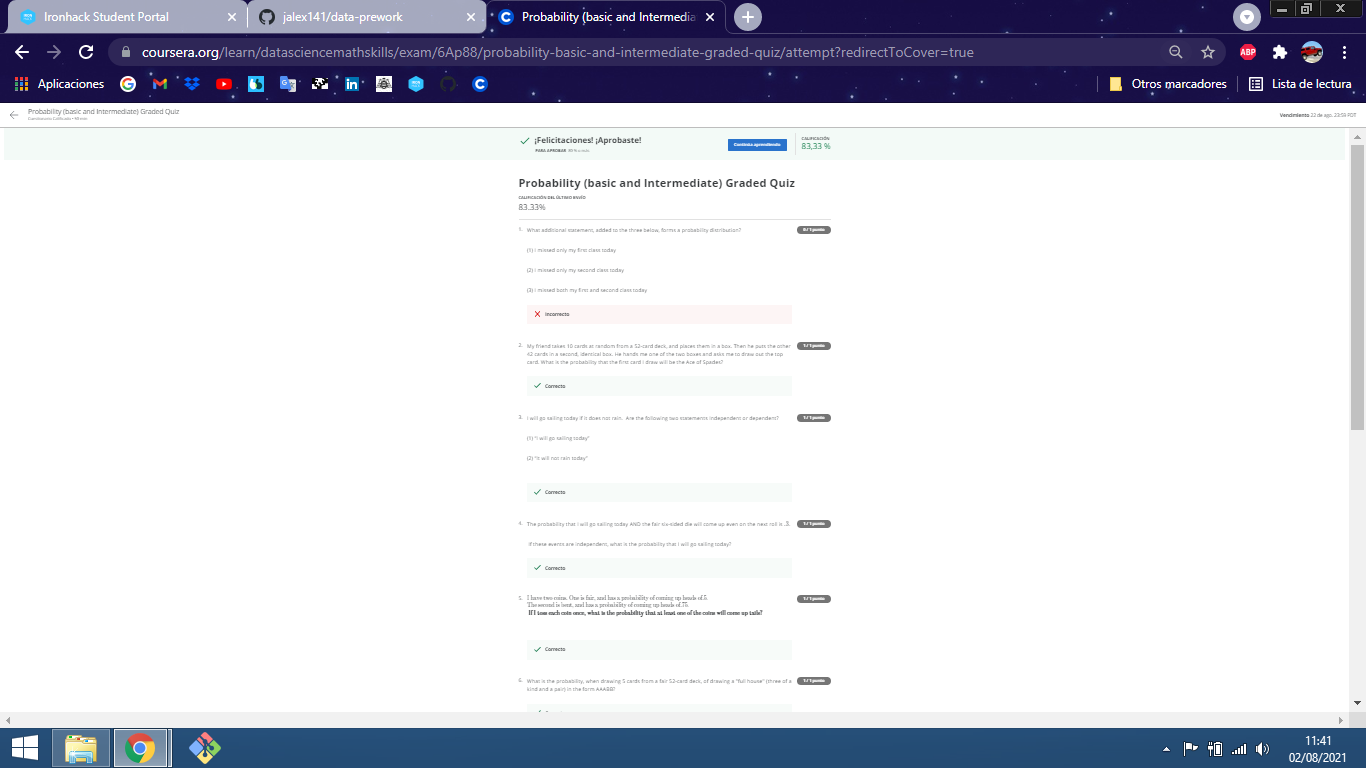 Ironhack Student Portal
jalex141/data-prework
Probability (basic and Intermedia
coursera.org/learn/datasciencemathskills/exam/6Ap88/probability-basic-and-intermediate-graded-quiz/attempt?redirectToCover=true
ABP
Aplicaciones
Otros marcadores
Lista de lectura
Probability (basic and Intermediate) Graded Quiz
Vencimiento 22 de ago. 23:59 PDT
¡Felicitaciones! ¡Aprobaste!
PARA APROBAR
Continúa aprendiendo
CALIFICACIÓN
83,33 %
Probability (basic and Intermediate) Graded Quiz
CALIFICACIÓN DEL ÚLTIMO ENVÍO
83.33%
1. What additional statement, added to the three below, forms a probability distribution?
0 / 1 punto
(1) I missed only my first class today
(2) I missed only my second class today
(3) I missed both my first and second class today
Incorrecto
2. My friend takes 10 cards at random from a 52-card deck, and places them in a box. Then he puts the other
42 cards in a second, identical box. He hands me one of the two boxes and asks me to draw out the top
card. What is the probability that the first card I draw will be the Ace of Spades?
1 / 1 punto
Correcto
3. I will go sailing today if it does not rain. Are the following two statements independent or dependent?
1 / 1 punto
(1) "I will go sailing today"
(2) "It will not rain today"
Correcto
4. The probability that I will go sailing today AND the fair six-sided die will come up even on the next roll is .3.
1 / 1 punto
If these events are independent, what is the probability that I will go sailing today?
Correcto
5. I have two coins. One is fair, and has a probability of coming up heads of .5
The second is bent, and has a probability of coming up heads of .75
If I toss each coin once, what is the probability that at least one of the coins will come up tails?
1 / 1 punto
Correcto
6. What is the probability, when drawing 5 cards from a fair 52-card deck, of drawing a "full house" (three of a
kind and a pair) in the form AAABB?
1 / 1 punto
11:41
02/08/2021